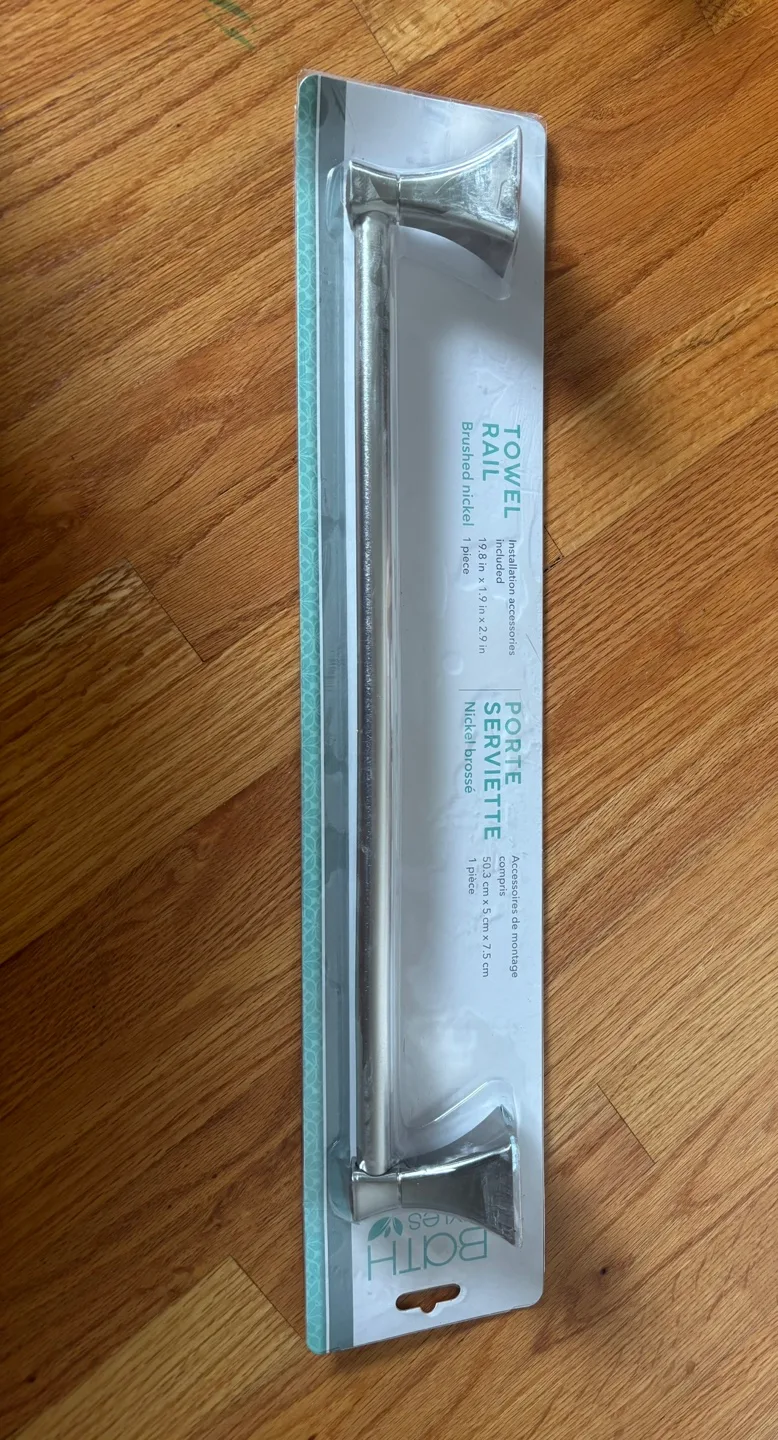 TOWEL
RAIL
Brushed nickel
Installation accessories
included
19.8 in x 1.9 in x 2.9 in
1 piece
PORTE
SERVIETTE
Nickel brossé
Accessoires de montage
compris
50.3 cm x 5 cm x 7.5 cm
1 pièce
BATH